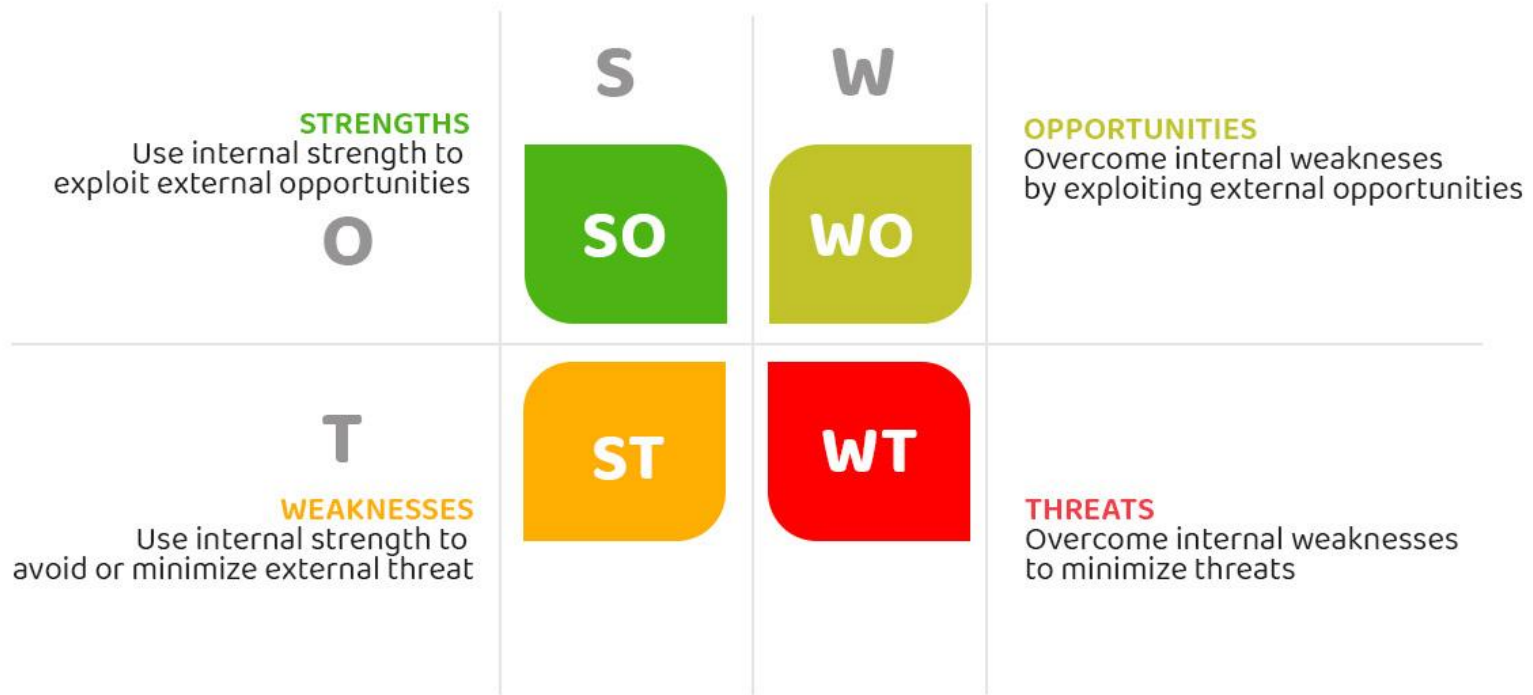 S
W
STRENGTHS
Use internal strength to
exploit external opportunities
O
SO
WO
OPPORTUNITIES
Overcome internal weakneses
by exploiting external opportunities
T
ST
WT
WEAKNESSES
Use internal strength to
avoid or minimize external threat
THREATS
Overcome internal weaknesses
to minimize threats